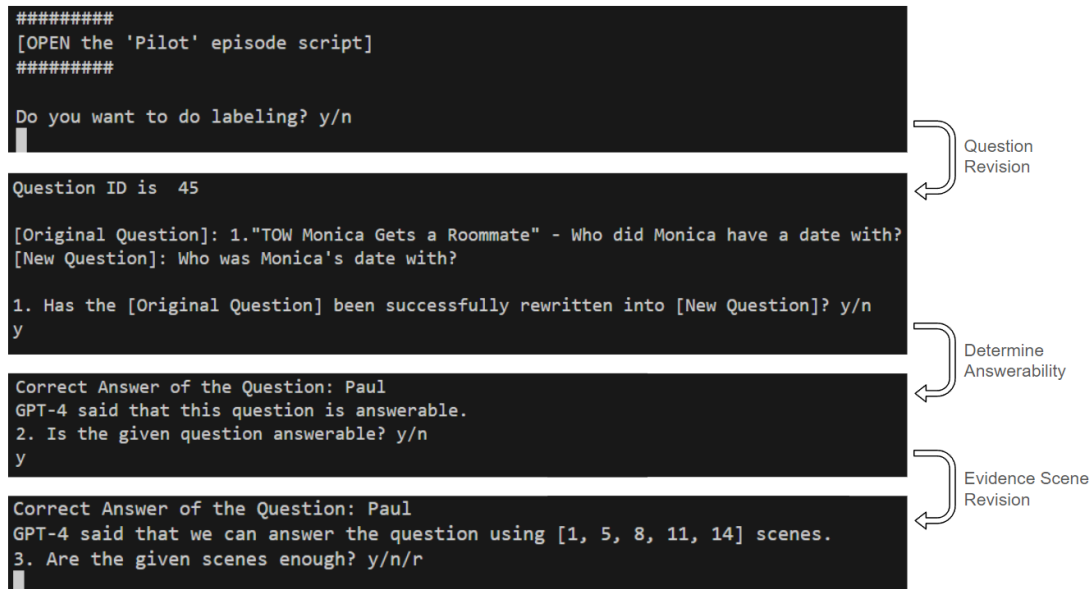 #########
[OPEN the 'Pilot' episode script]
#########
Do you want to do labeling? y/n
Question
Revision
Question ID is  45
[Original Question]: 1."TOW Monica Gets a Roommate" - Who did Monica have a date with?
[New Question]: Who was Monica's date with?
1. Has the [Original Question] been successfully rewritten into [New Question]? y/n
y
Determine
Answerability
Correct Answer of the Question: Paul
GPT-4 said that this question is answerable.
2. Is the given question answerable? y/n
y
Evidence Scene
Revision
Correct Answer of the Question: Paul
GPT-4 said that we can answer the question using [1, 5, 8, 11, 14] scenes.
3. Are the given scenes enough? y/n/r